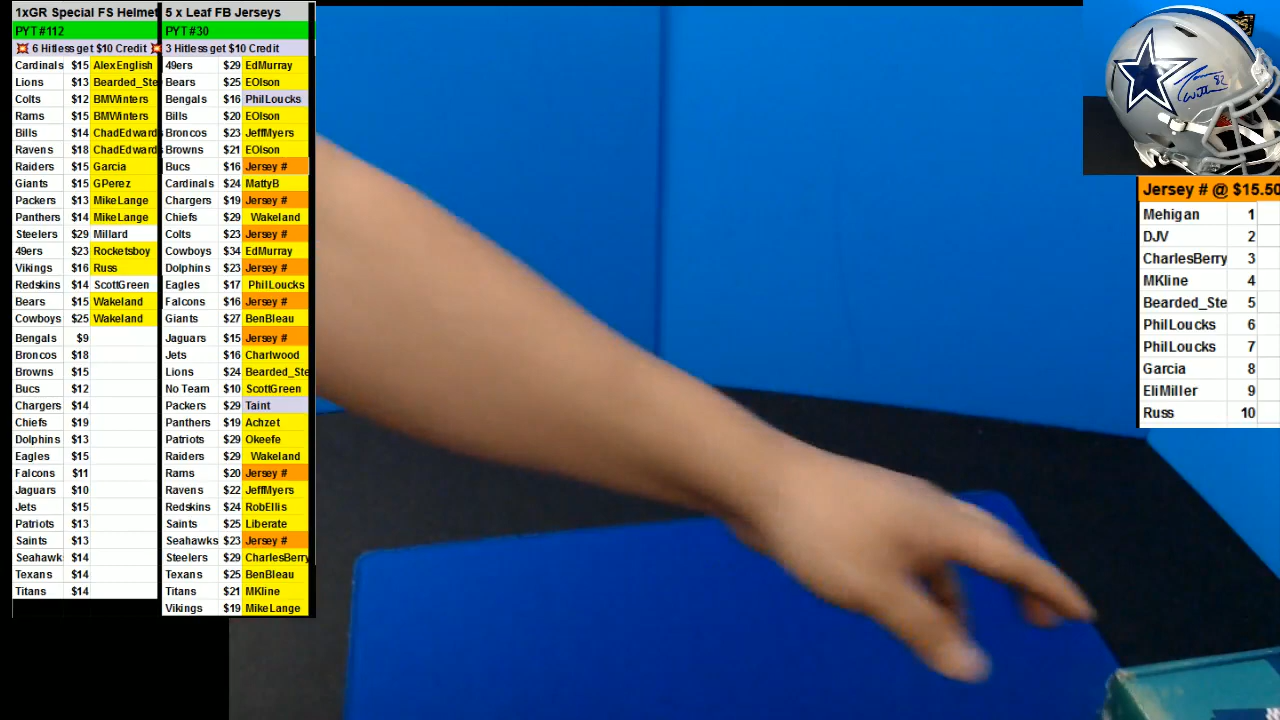 1xGR Special FS Helmet
PYT #112
💥 6 Hitless get $10 Credit 💥
Cardinals $15 AlexEnglish
Lions $13 Bearded_Ste
Colts $12 BMWinters
Rams $15 BMWinters
Bills $14 ChadEdwards
Ravens $18 ChadEdwards
Raiders $15 Garcia
Giants $15 GPerez
Packers $13 MikeLange
Panthers $14 MikeLange
Steelers $29 Millard
49ers $23 Rocketsboy
Vikings $16 Russ
Redskins $14 ScottGreen
Bears $15 Wakeland
Cowboys $25 Wakeland
Bengals $9
Broncos $18
Browns $15
Bucs $12
Chargers $14
Chiefs $19
Dolphins $13
Eagles $15
Falcons $11
Jaguars $10
Jets $15
Patriots $13
Saints $13
Seahawk $14
Texans $14
Titans $14
5 x Leaf FB Jerseys
PYT #30
3 Hitless get $10 Credit
49ers $29 EdMurray
Bears $25 EOlson
Bengals $16 PhilLoucks
Bills $20 EOlson
Broncos $23 JeffMyers
Browns $21 EOlson
Bucs $16 Jersey #
Cardinals $24 MattyB
Chargers $19 Jersey #
Chiefs $29 Wakeland
Colts $23 Jersey #
Cowboys $34 EdMurray
Dolphins $23 Jersey #
Eagles $17 PhilLoucks
Falcons $16 Jersey #
Giants $27 BenBleau
Jaguars $15 Jersey #
Jets $16 Charlwood
Lions $24 Bearded_Ste
No Team $10 ScottGreen
Packers $29 Taint
Panthers $19 Achzet
Patriots $29 Okeefe
Raiders $29 Wakeland
Rams $20 Jersey #
Ravens $22 JeffMyers
Redskins $24 RobEllis
Saints $25 Liberate
Seahawks $23 Jersey #
Steelers $29 CharlesBerry
Texans $25 BenBleau
Titans $21 MKline
Vikings $19 MikeLange
82
Jersey # @ $15.50
Mehigan 1
DJV 2
CharlesBerry 3
MKline 4
Bearded_Ste 5
PhilLoucks 6
PhilLoucks 7
Garcia 8
EliMiller 9
Russ 10